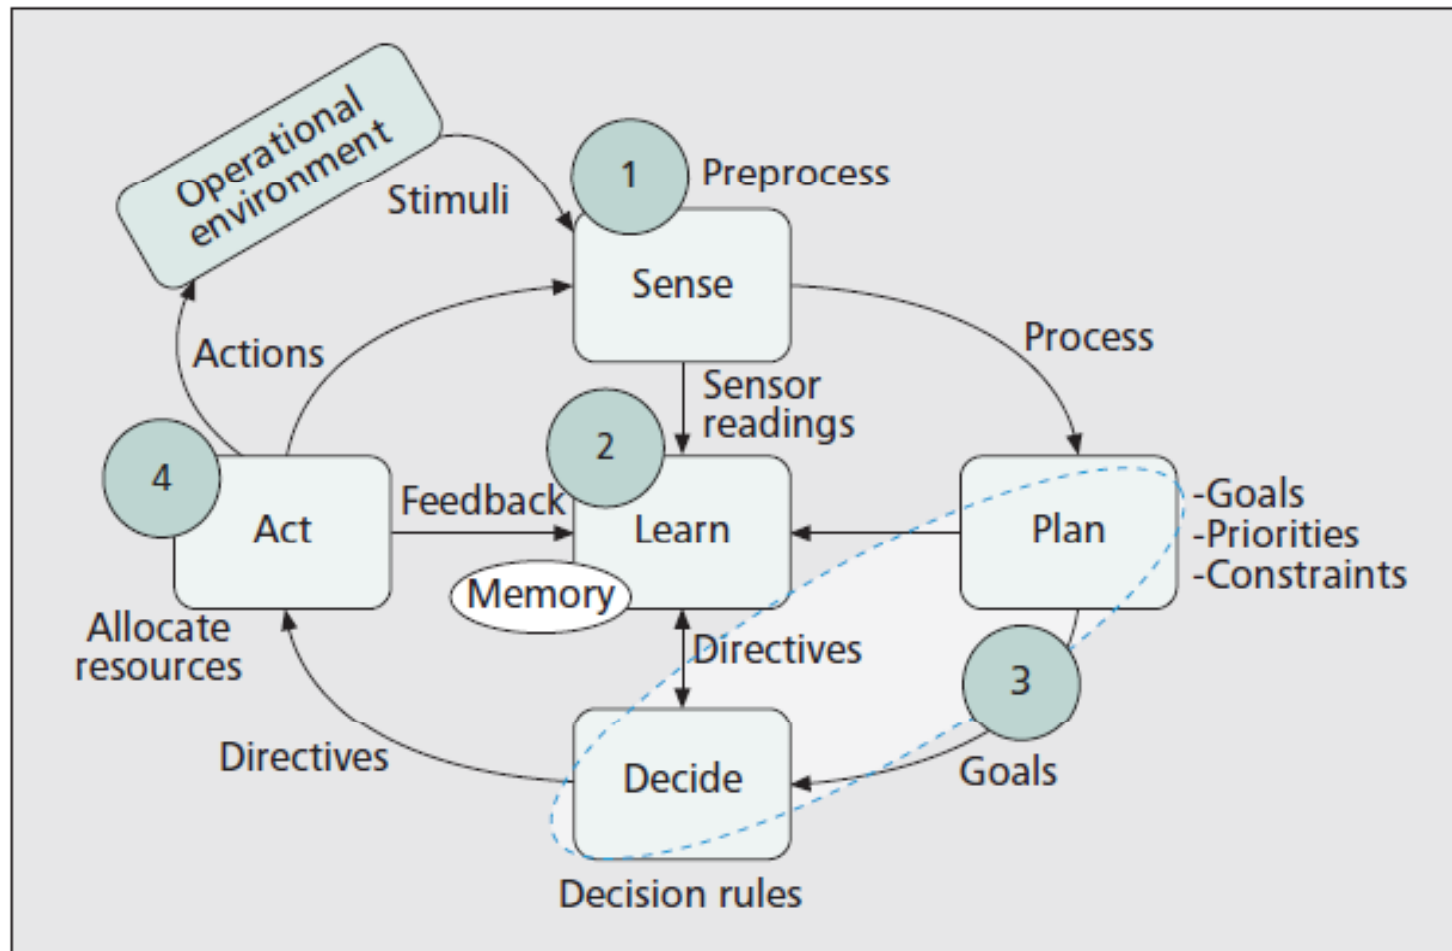 Operational
environment
Stimuli
1
Preprocess
Sense
Actions
Process
Sensor
readings
2
4
Feedback
Act
Learn
Plan
-Goals
-Priorities
-Constraints
Memory
Allocate
resources
Directives
3
Directives
Decide
Goals
Decision rules